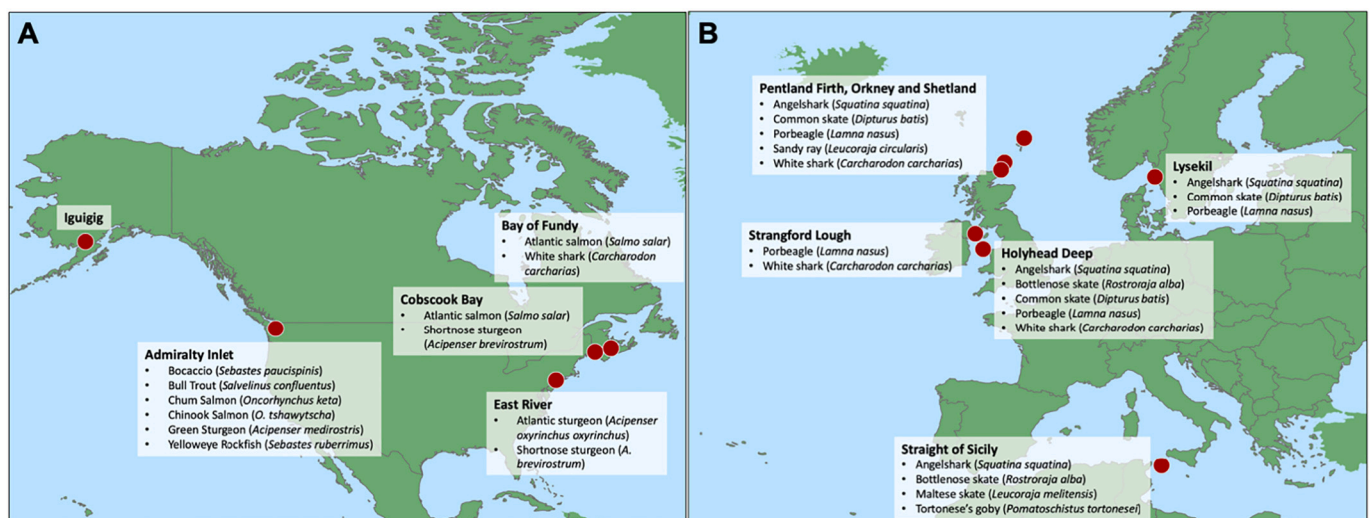 A
Iguigig
Bay of Fundy
• Atlantic salmon (Salmo salar)
• White shark (Carcharodon
carcharias)
Cobscook Bay
• Atlantic salmon (Salmo salar)
• Shortnose sturgeon
(Acipenser brevirostrum)
Admiralty Inlet
• Bocaccio (Sebastes paucispinis)
• Bull Trout (Salvelinus confluentus)
• Chum Salmon (Oncorhynchus keta)
• Chinook Salmon (O. tshawytscha)
• Green Sturgeon (Acipenser medirostris)
• Yelloweye Rockfish (Sebastes ruberrimus)
East River
• Atlantic sturgeon (Acipenser
oxyrinchus oxyrinchus)
• Shortnose sturgeon (A.
brevirostrum)
B
Pentland Firth, Orkney and Shetland
• Angelshark (Squatina squatina)
• Common skate (Dipturus batis)
• Porbeagle (Lamna nasus)
• Sandy ray (Leucoraja circularis)
• White shark (Carcharodon carcharias)
Lysekil
• Angelshark (Squatina squatina)
• Common skate (Dipturus batis)
• Porbeagle (Lamna nasus)
Strangford Lough
• Porbeagle (Lamna nasus)
• White shark (Carcharodon carcharias)
Holyhead Deep
• Angelshark (Squatina squatina)
• Bottlenose skate (Rostroraja alba)
• Common skate (Dipturus batis)
• Porbeagle (Lamna nasus)
• White shark (Carcharodon carcharias)
Straight of Sicily
• Angelshark (Squatina squatina)
• Bottlenose skate (Rostroraja alba)
• Maltese skate (Leucoraja melitensis)
• Tortonese's goby (Pomatoschistus tortonesei)